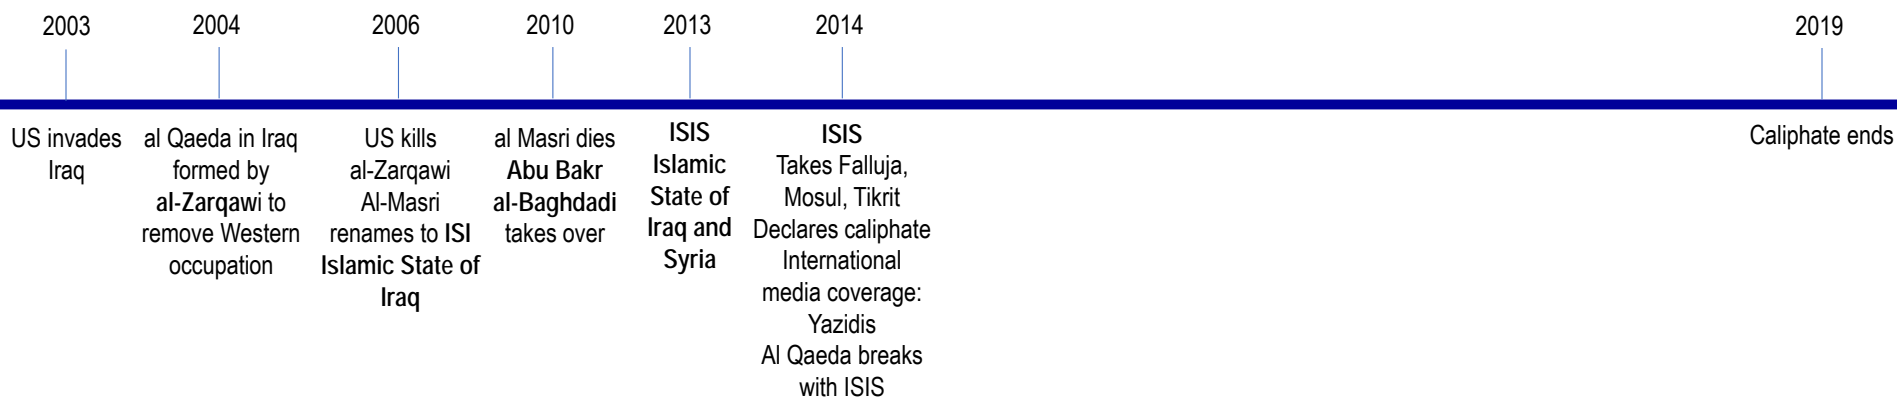 2003
2004
2006
2010
2013
2014
2019
US invades
Iraq
al Qaeda in Iraq
formed by
al-Zarqawi to
remove Western
occupation
US kills
al-Zarqawi
Al-Masri
renames to ISI
Islamic State of
Iraq
al Masri dies
Abu Bakr
al-Baghdadi
takes over
ISIS
Islamic
State of
Iraq and
Syria
ISIS
Takes Falluja,
Mosul, Tikrit
Declares caliphate
International
media coverage:
Yazidis
Al Qaeda breaks
with ISIS
Caliphate ends